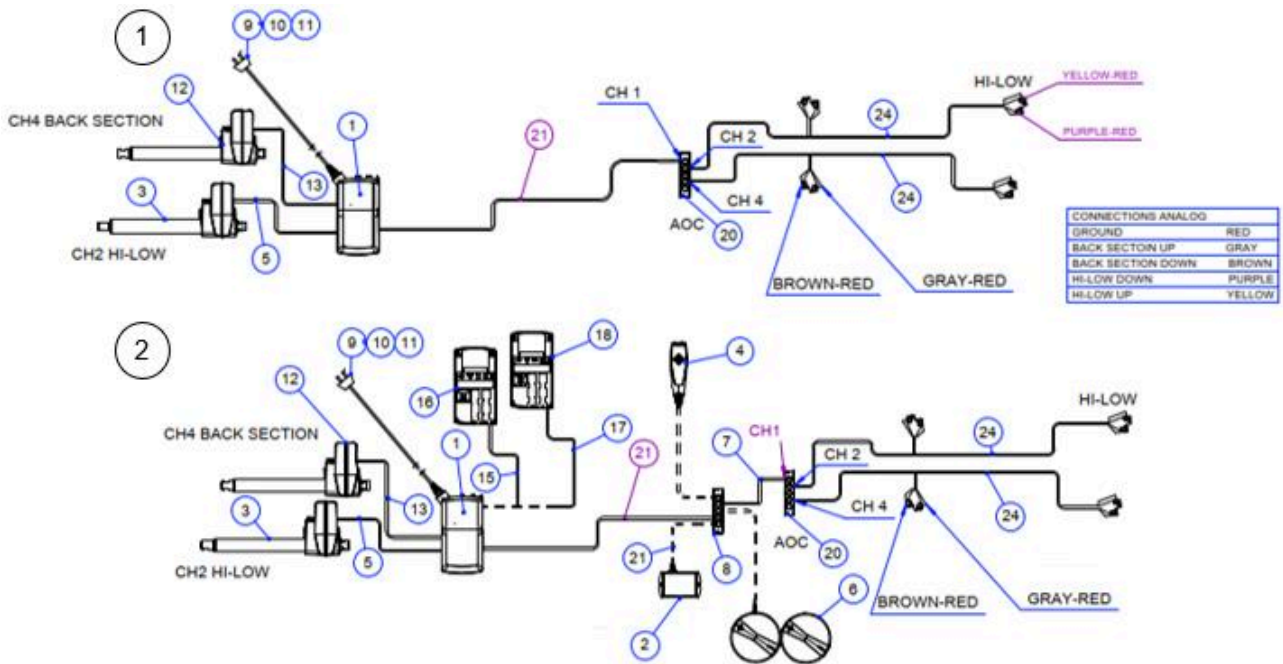 1
9 10 11
12
CH4 BACK SECTION
1
3
13
5
CH2 HI-LOW
21
CH 1
CH 2
CH 4
AOC
20
24
24
HI-LOW
YELLOW-RED
PURPLE-RED
BROWN-RED
GRAY-RED
CONNECTIONS ANALOG
GROUND RED
BACK SECTOIN UP GRAY
BACK SECTION DOWN BROWN
HI-LOW DOWN PURPLE
HI-LOW UP YELLOW
2
9 10 11
12
16
18
4
CH4 BACK SECTION
1
15
17
3
13
5
CH2 HI-LOW
21
7
CH1
CH 2
CH 4
AOC
20
21
8
2
6
24
24
HI-LOW
BROWN-RED
GRAY-RED